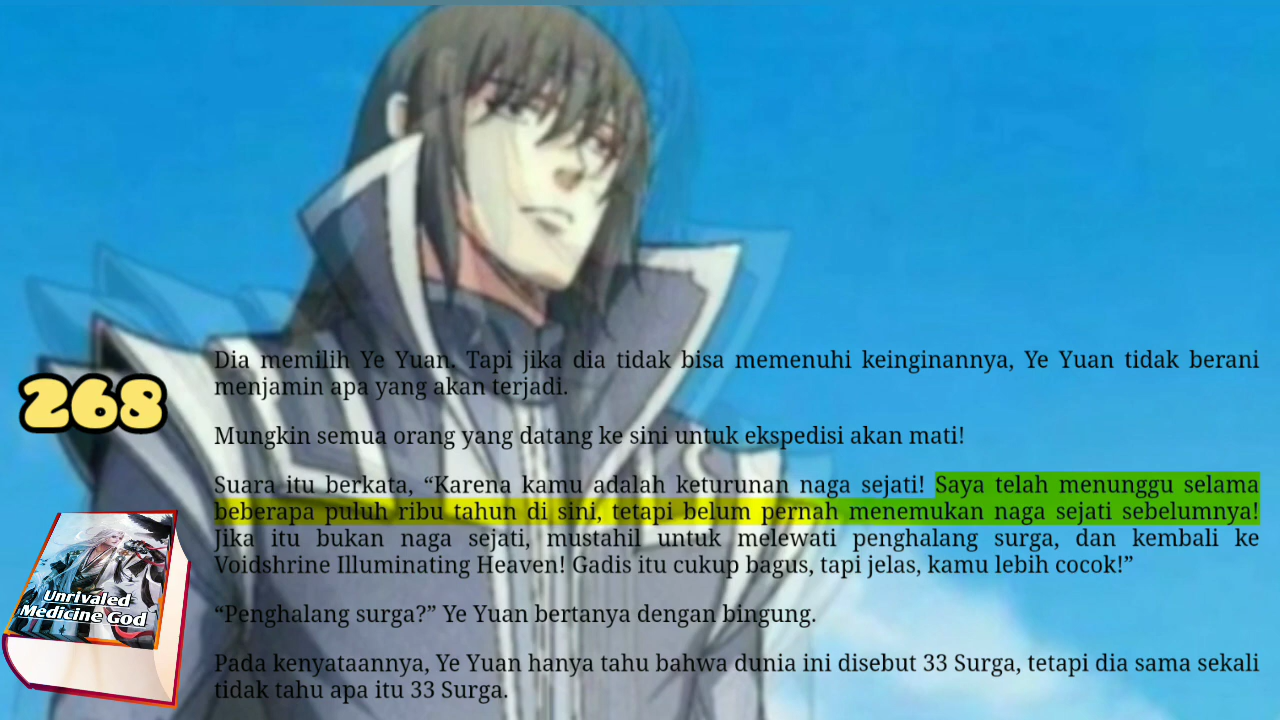 Dia memilih Ye Yuan. Tapi jika dia tidak bisa memenuhi keinginannya, Ye Yuan tidak berani
menjamin apa yang akan terjadi.
268
Mungkin semua orang yang datang ke sini untuk ekspedisi akan mati!
Suara itu berkata, “Karena kamu adalah keturunan naga sejati! Saya telah menunggu selama
beberapa puluh ribu tahun di sini, tetapi belum pernah menemukan naga sejati sebelumnya!
Jika itu bukan naga sejati, mustahil untuk melewati penghalang surga, dan kembali ke
Voidshrine Illuminating Heaven! Gadis itu cukup bagus, tapi jelas, kamu lebih cocok!”
Unrivaled
Medicine God
“Penghalang surga?” Ye Yuan bertanya dengan bingung.
Pada kenyataannya, Ye Yuan hanya tahu bahwa dunia ini disebut 33 Surga, tetapi dia sama sekali
tidak tahu apa itu 33 Surga.